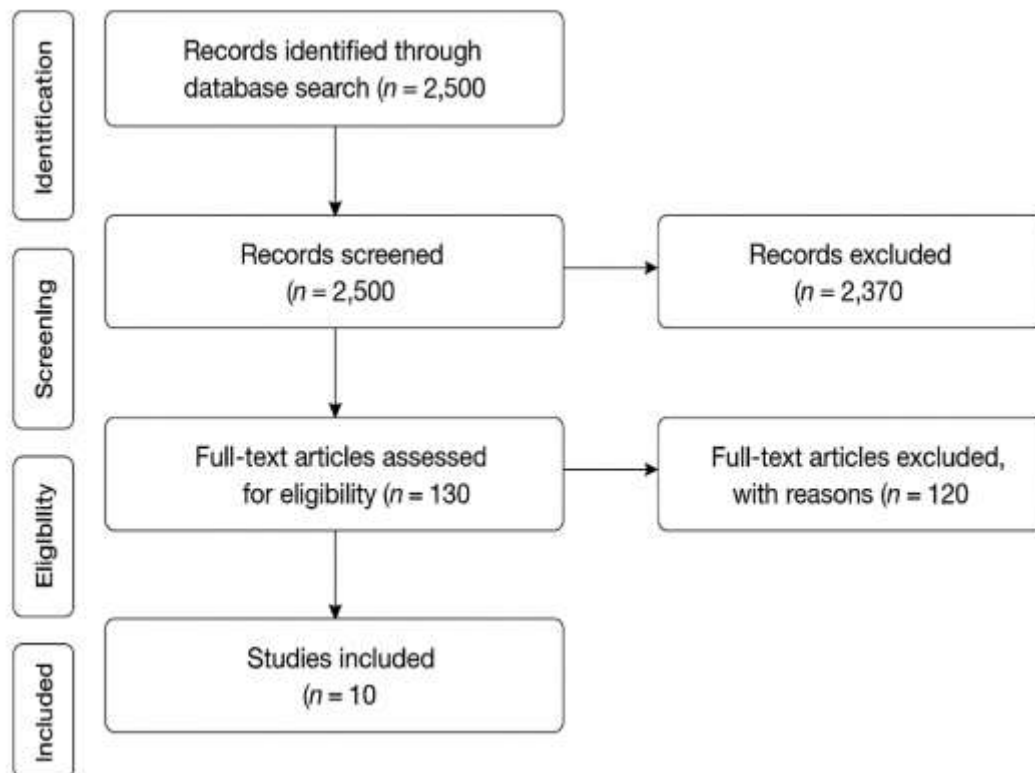 Identification
Records identified through
database search (n = 2,500
Screening
Records screened
(n = 2,500
Records excluded
(n = 2,370
Eligibility
Full-text articles assessed
for eligibility (n = 130
Full-text articles excluded,
with reasons (n = 120
Included
Studies included
(n = 10